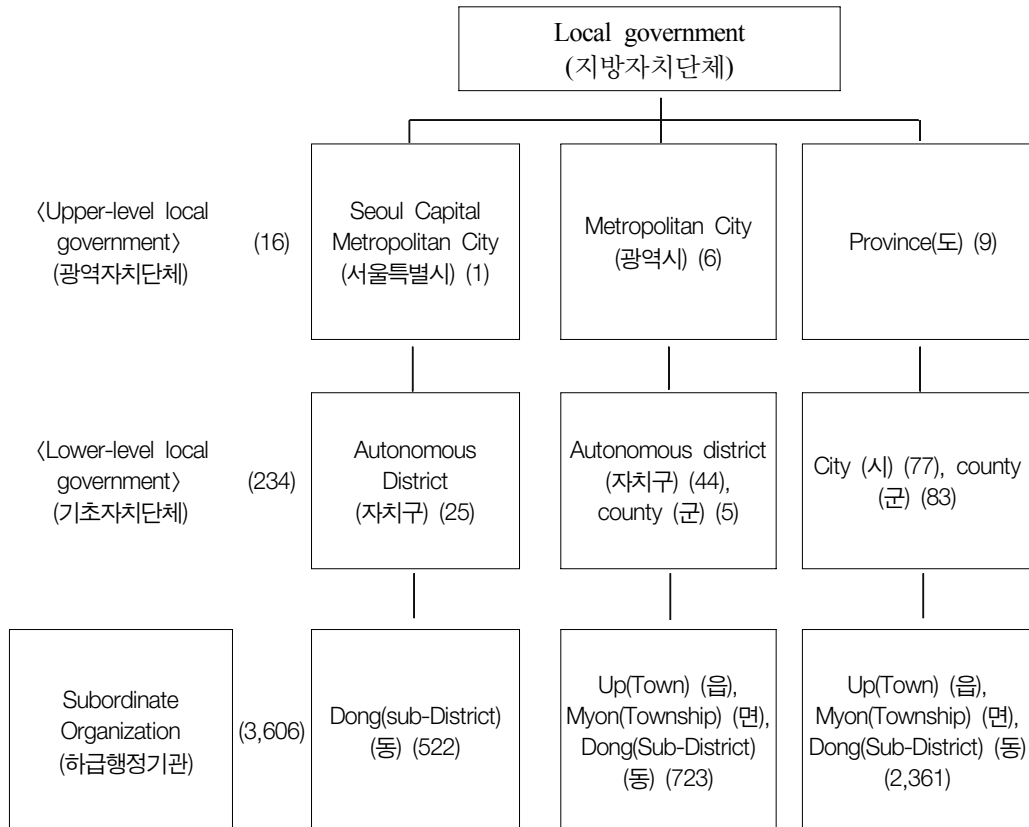 Local government
(지방자치단체)
〈Upper-level local
government〉
(광역자치단체)
(16)
Seoul Capital
Metropolitan City
(서울특별시) (1)
Metropolitan City
(광역시) (6)
Province(도) (9)
〈Lower-level local
government〉
(기초자치단체)
(234)
Autonomous
District
(자치구) (25)
Autonomous district
(자치구) (44),
county (군) (5)
City (시) (77), county
(군) (83)
Subordinate
Organization
(하급행정기관)
(3,606)
Dong(sub-District)
(동) (522)
Up(Town) (읍),
Myon(Township) (면),
Dong(Sub-District)
(동) (723)
Up(Town) (읍),
Myon(Township) (면),
Dong(Sub-District) (동)
(2,361)